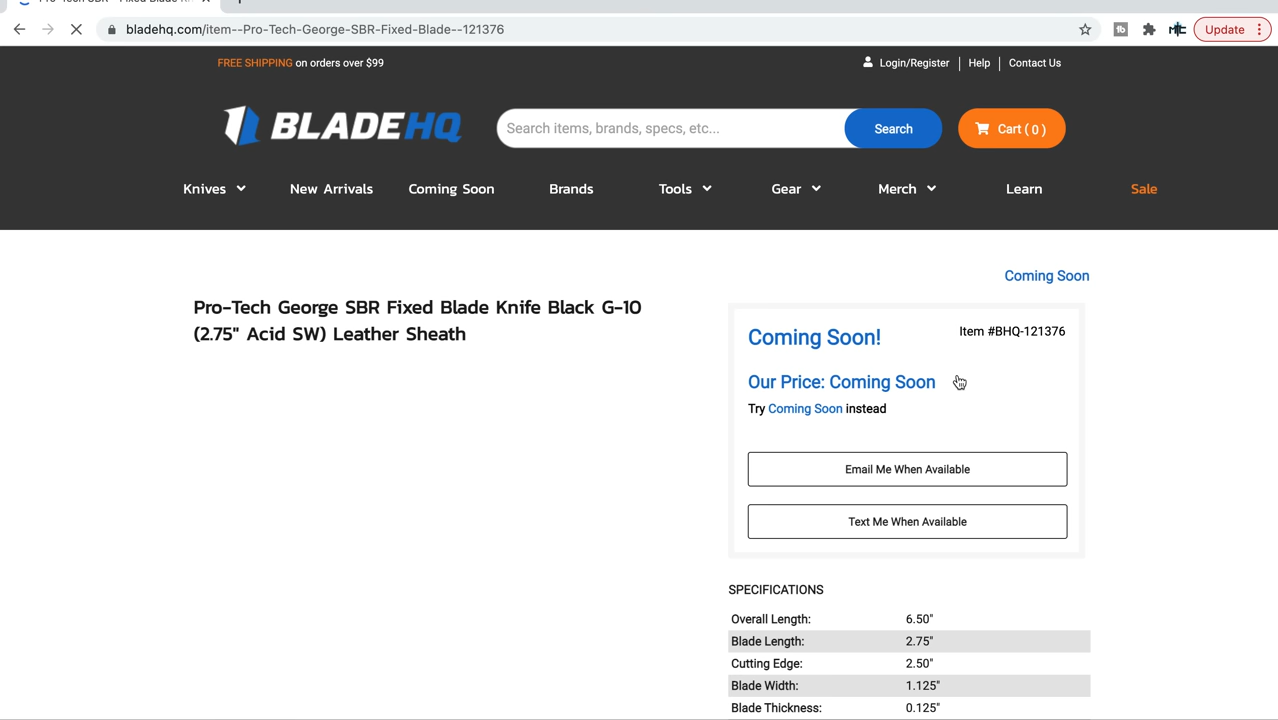 bladehq.com/item--Pro-Tech-George-SBR-Fixed-Blade--121376
Update
FREE SHIPPING on orders over $99
Login/Register
Help
Contact Us
BLADEHQ
Search items, brands, specs, etc...
Search
Cart ( 0 )
Knives
New Arrivals
Coming Soon
Brands
Tools
Gear
Merch
Learn
Sale
Coming Soon
Pro-Tech George SBR Fixed Blade Knife Black G-10
(2.75" Acid SW) Leather Sheath
Coming Soon!
Item #BHQ-121376
Our Price: Coming Soon
Try Coming Soon instead
Email Me When Available
Text Me When Available
SPECIFICATIONS
Overall Length: 6.50"
Blade Length: 2.75"
Cutting Edge: 2.50"
Blade Width: 1.125"
Blade Thickness: 0.125"